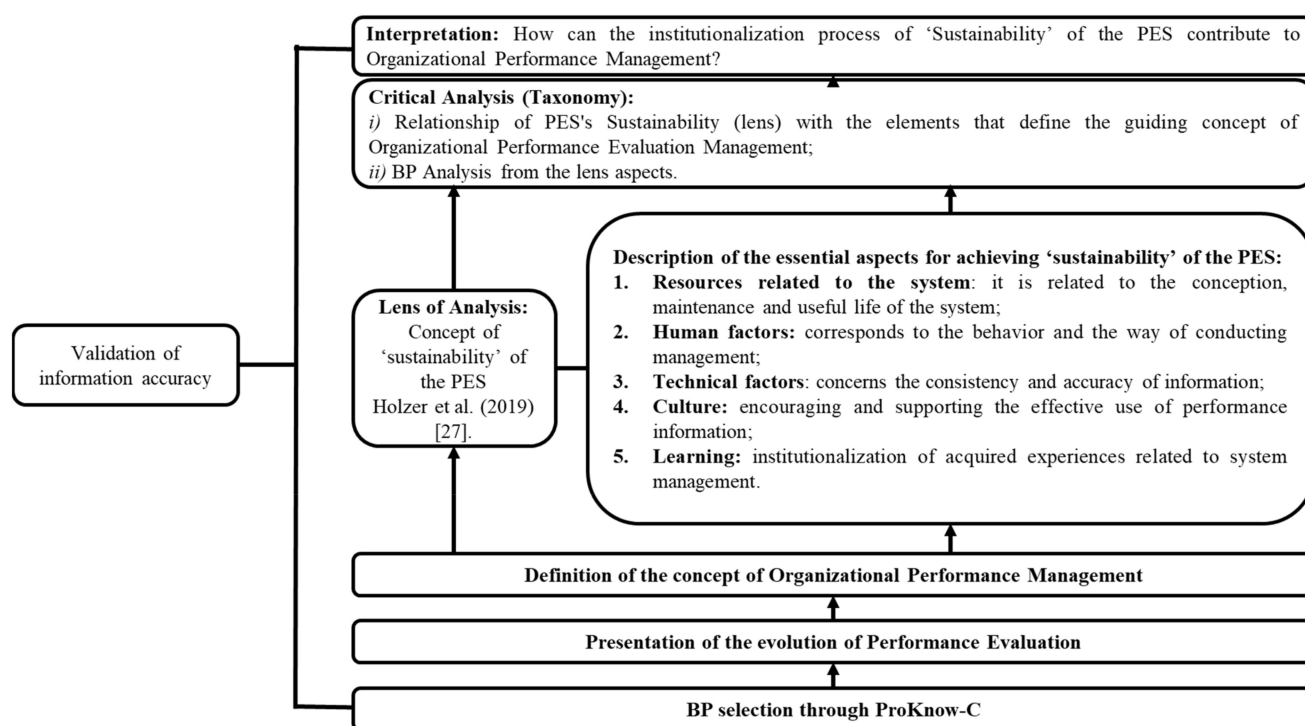 Interpretation: How can the institutionalization process of ‘Sustainability’ of the PES contribute to
Organizational Performance Management?
Critical Analysis (Taxonomy):
i) Relationship of PES's Sustainability (lens) with the elements that define the guiding concept of
Organizational Performance Evaluation Management;
ii) BP Analysis from the lens aspects.
Validation of
information accuracy
Lens of Analysis:
Concept of
‘sustainability’ of
the PES
Holzer et al. (2019)
[27].
Description of the essential aspects for achieving ‘sustainability’ of the PES:
1. Resources related to the system: it is related to the conception,
maintenance and useful life of the system;
2. Human factors: corresponds to the behavior and the way of conducting
management;
3. Technical factors: concerns the consistency and accuracy of information;
4. Culture: encouraging and supporting the effective use of performance
information;
5. Learning: institutionalization of acquired experiences related to system
management.
Definition of the concept of Organizational Performance Management
Presentation of the evolution of Performance Evaluation
BP selection through ProKnow-C